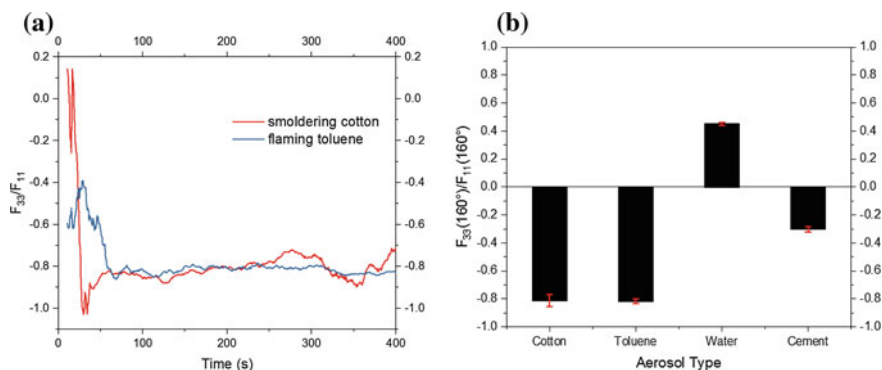 (a)
0 100 200 300 400
0.2 0.2
0.0 0.0
-0.2 -0.2
-0.4 -0.4
-0.6 -0.6
-0.8 -0.8
-1.0 -1.0
0 100 200 300 400
F33/F11
smoldering cotton
flaming toluene
Time (s)
(b)
1.0 1.0
0.8 0.8
0.6 0.6
0.4 0.4
0.2 0.2
0.0 0.0
-0.2 -0.2
-0.4 -0.4
-0.6 -0.6
-0.8 -0.8
-1.0 -1.0
F33(160°)/F11(160°)
Cotton Toluene Water Cement
Aerosol Type